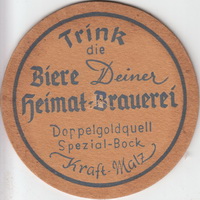 Trink
die
Biere Deiner
Heimat-Brauerei
Doppelgoldquell
Spezial-Bock
Kraft-Malz